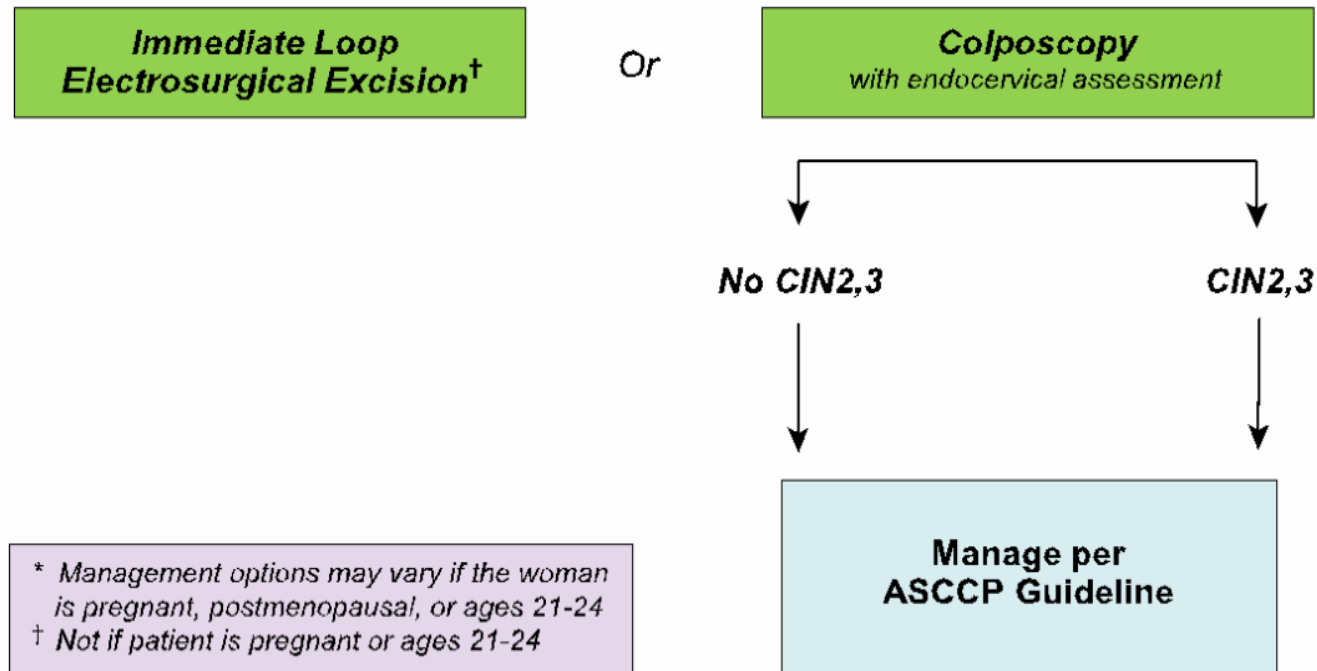 Immediate Loop
Electrosurgical Excision†
Or
Colposcopy
with endocervical assessment
No CIN2,3
CIN2,3
Manage per
ASCCP Guideline
* Management options may vary if the woman
is pregnant, postmenopausal, or ages 21-24
† Not if patient is pregnant or ages 21-24